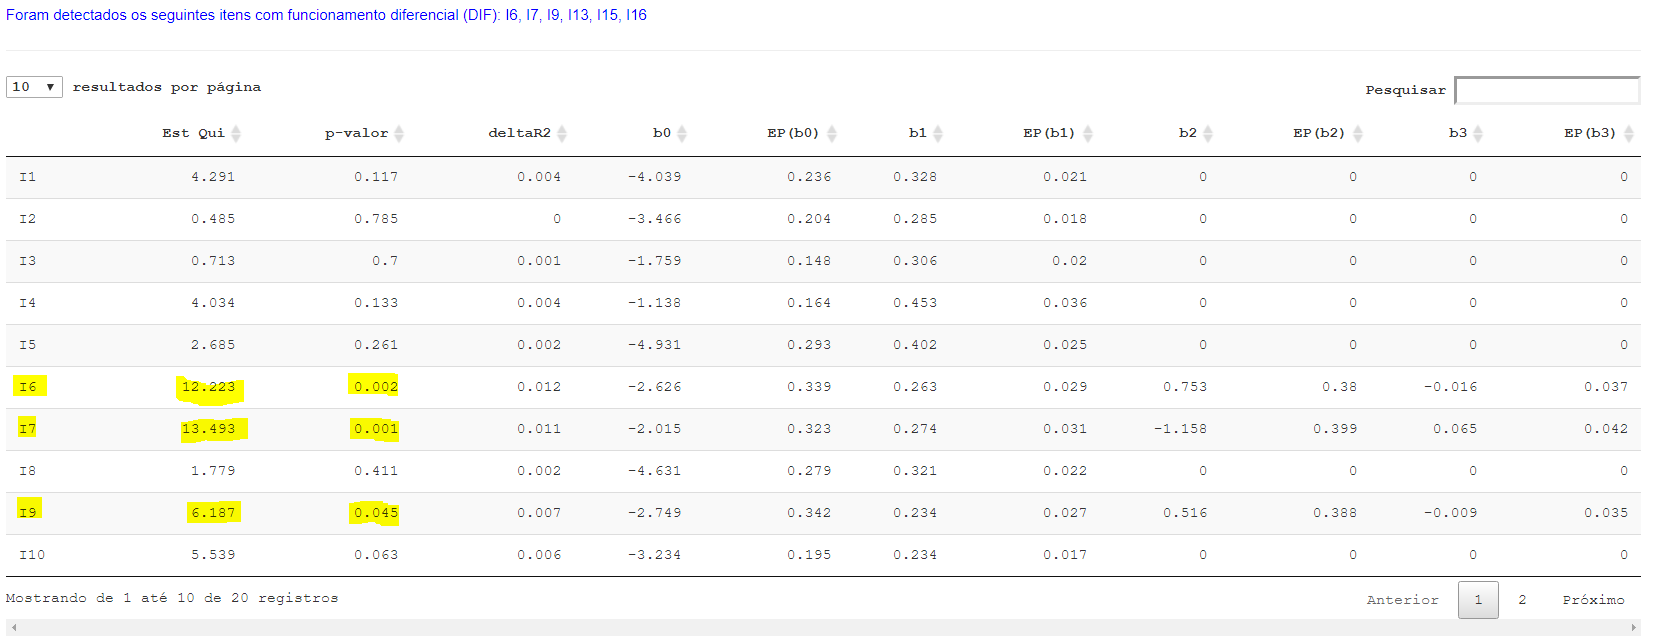 Foram detectados os seguintes itens com funcionamento diferencial (DIF): I6, I7, I9, I13, I15, I16
10 resultados por página Pesquisar
Est Qui p-valor deltaR2 b0 EP(b0) b1 EP(b1) b2 EP(b2) b3 EP(b3)
I1 4.291 0.117 0.004 -4.039 0.236 0.328 0.021 0 0 0 0
I2 0.485 0.785 0 -3.466 0.204 0.285 0.018 0 0 0 0
I3 0.713 0.7 0.001 -1.759 0.148 0.306 0.02 0 0 0 0
I4 4.034 0.133 0.004 -1.138 0.164 0.453 0.036 0 0 0 0
I5 2.685 0.261 0.002 -4.931 0.293 0.402 0.025 0 0 0 0
I6 12.223 0.002 0.012 -2.626 0.339 0.263 0.029 0.753 0.38 -0.016 0.037
I7 13.493 0.001 0.011 -2.015 0.323 0.274 0.031 -1.158 0.399 0.065 0.042
I8 1.779 0.411 0.002 -4.631 0.279 0.321 0.022 0 0 0 0
I9 6.187 0.045 0.007 -2.749 0.342 0.234 0.027 0.516 0.388 -0.009 0.035
I10 5.539 0.063 0.006 -3.234 0.195 0.234 0.017 0 0 0 0
Mostrando de 1 até 10 de 20 registros Anterior 1 2 Próximo